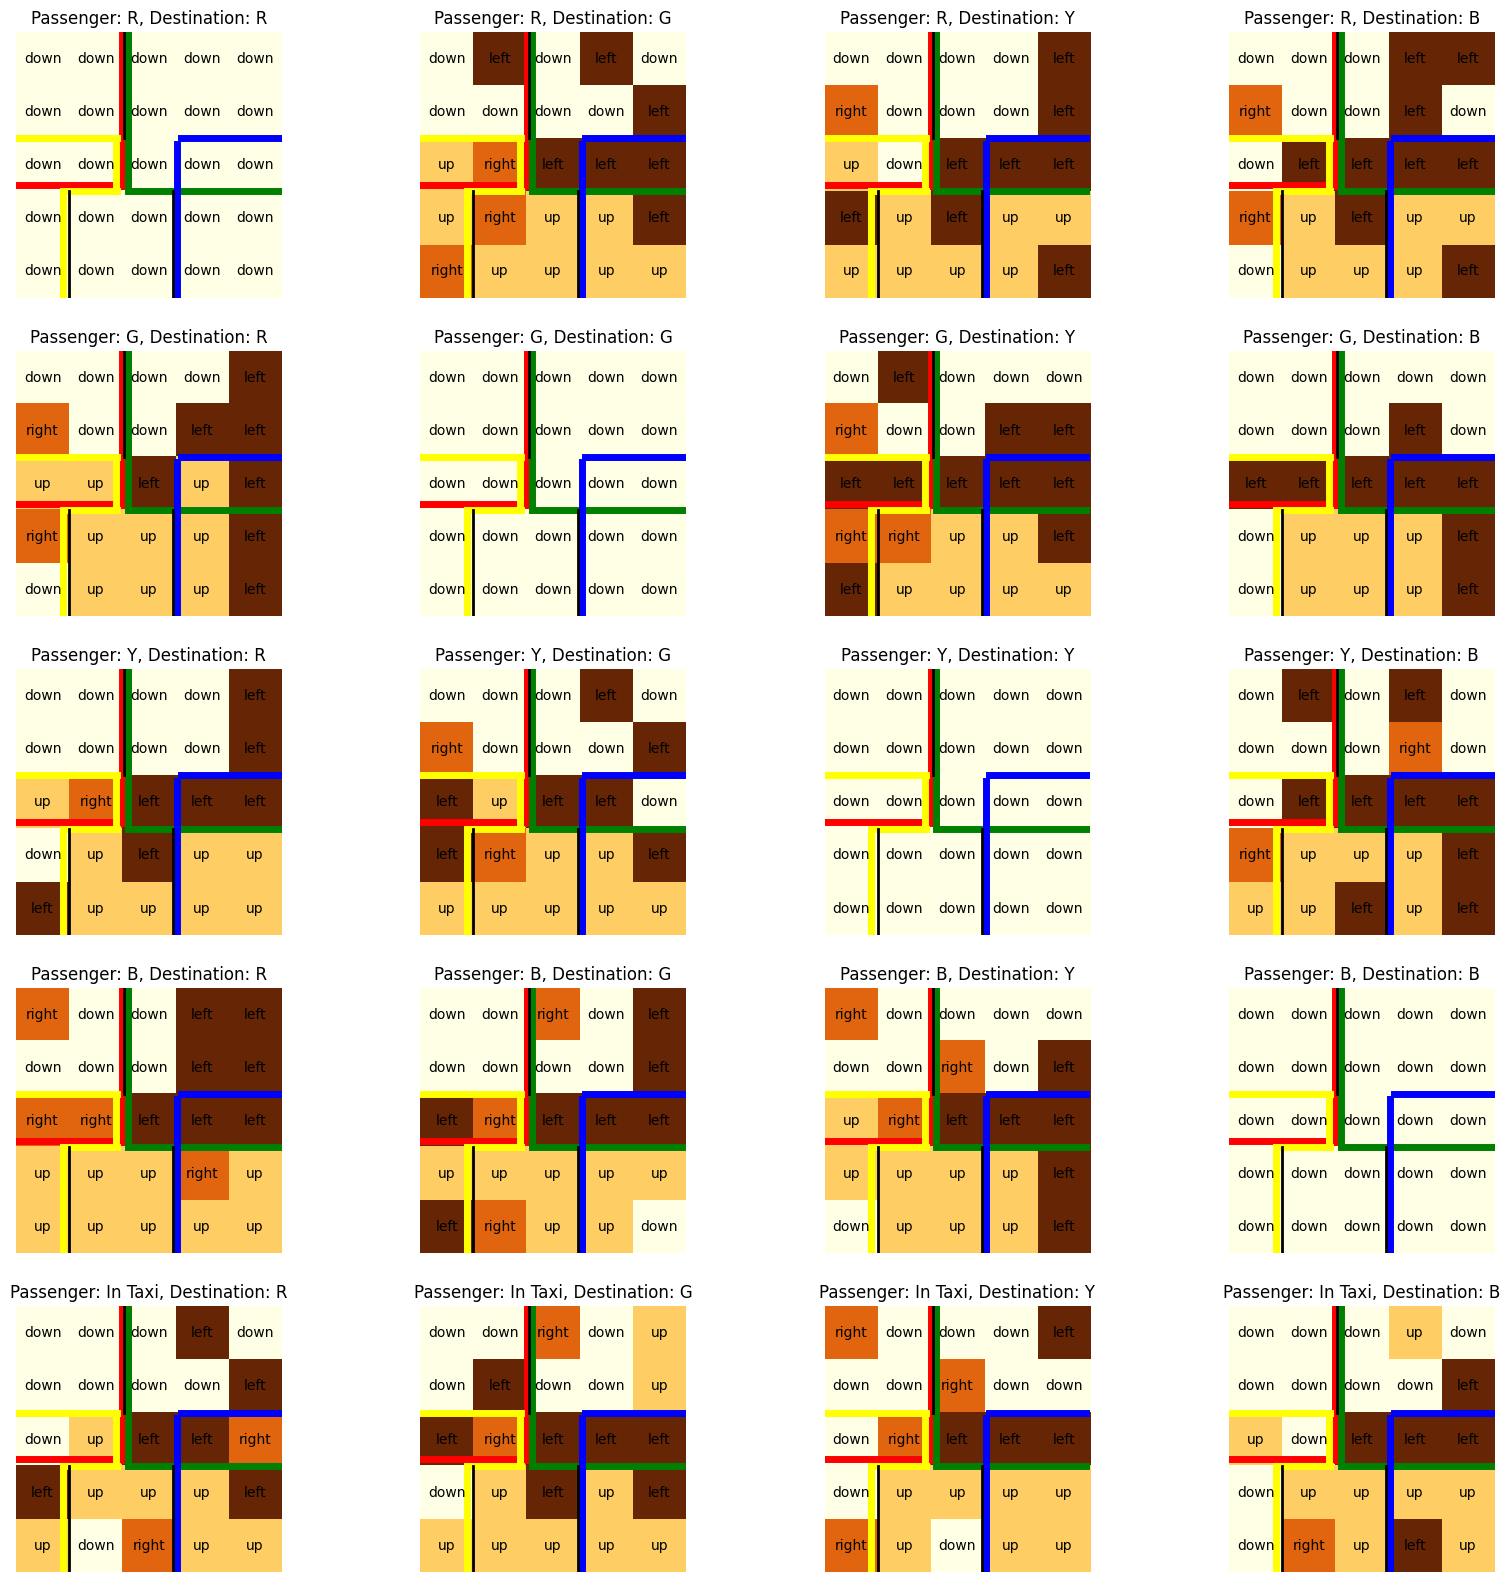 Passenger: R, Destination: R Passenger: R, Destination: G Passenger: R, Destination: Y Passenger: R, Destination: B
down down down down down down left down left down down down down down left down down down left left
down down down down down down down down down left right down down down left right down down left down
down down down down down up right left left left up down left left left down left left left left
down down down down down up right up up left left up left up up right up left up up
down down down down down right up up up up up up up up left down up up up left
Passenger: G, Destination: R Passenger: G, Destination: G Passenger: G, Destination: Y Passenger: G, Destination: B
down down down down left down down down down down down left down down down down down down down down
right down down left left down down down down down right down down left left down down down left down
up up left up left down down down down down left left left left left left left left left left
right up up up left down down down down down right right up up left down up up up left
down up up up left down down down down down left up up up up down up up up left
Passenger: Y, Destination: R Passenger: Y, Destination: G Passenger: Y, Destination: Y Passenger: Y, Destination: B
down down down down left down down down left down down down down down down down left down left down
down down down down left right down down down left down down down down down down down down right down
up right left left left left up left left down down down down down down down left left left left
down up left up up left right up up left down down down down down right up up up left
left up up up up up up up up up down down down down down up up left up left
Passenger: B, Destination: R Passenger: B, Destination: G Passenger: B, Destination: Y Passenger: B, Destination: B
right down down left left down down right down left right down down down down down down down down down
down down down left left down down down down left down down right down left down down down down down
right right left left left left right left left left up right left left left down down down down down
up up up right up up up up up up up up up up left down down down down down
up up up up up left right up up down down up up up left down down down down down
Passenger: In Taxi, Destination: R Passenger: In Taxi, Destination: G Passenger: In Taxi, Destination: Y Passenger: In Taxi, Destination: B
down down down left down down down right down up right down down down left down down down up down
down down down down left down left down down up down down right down down down down down down left
down up left left right left right left left left down right left left left up down left left left
left up up up left down up left up left down up up up up down up up up up
up down right up up up up up up up right up down up up down right up left up